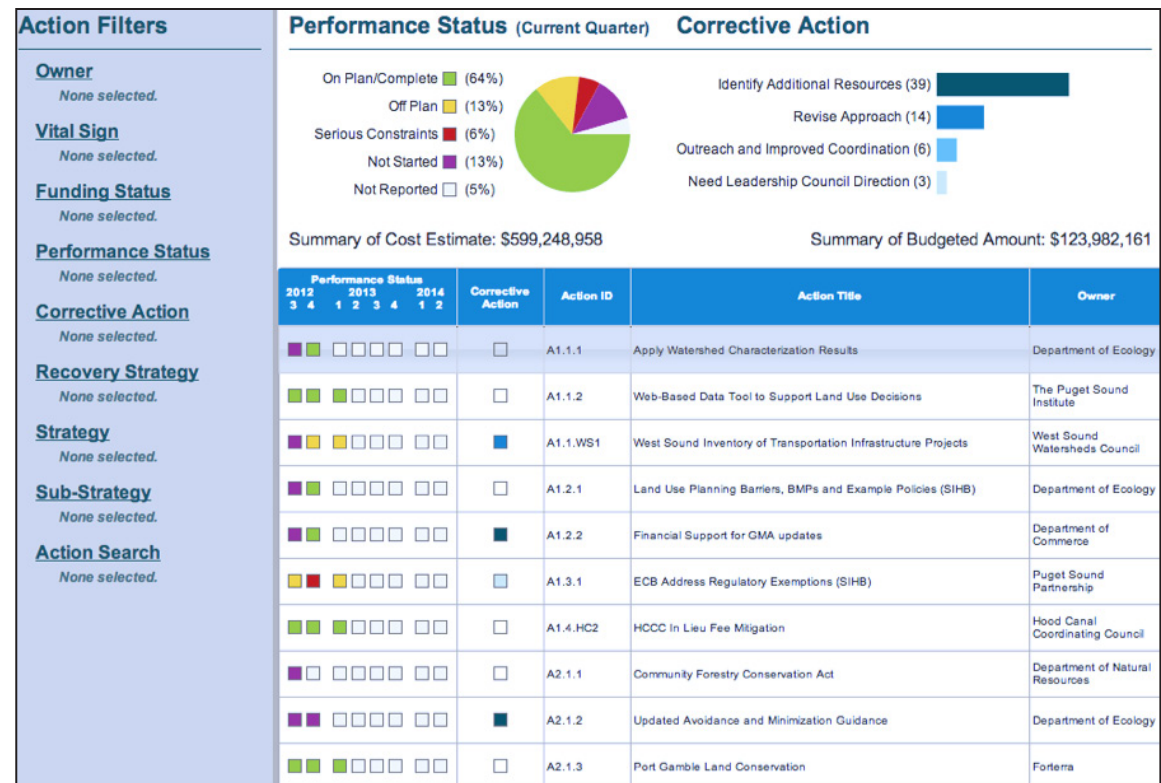 Action Filters
Owner
None selected.
Vital Sign
None selected.
Funding Status
None selected.
Performance Status
None selected.
Corrective Action
None selected.
Recovery Strategy
None selected.
Strategy
None selected.
Sub-Strategy
None selected.
Action Search
None selected.
Performance Status (Current Quarter)
On Plan/Complete (64%)
Off Plan (13%)
Serious Constraints (6%)
Not Started (13%)
Not Reported (5%)
Corrective Action
Identify Additional Resources (39)
Revise Approach (14)
Outreach and Improved Coordination (6)
Need Leadership Council Direction (3)
Summary of Cost Estimate: $599,248,958
Summary of Budgeted Amount: $123,982,161
Performance Status
2012 2013 2014
3 4 1 2 3 4 1 2
Corrective
Action
Action ID
Action Title
Owner
A1.1.1 Apply Watershed Characterization Results Department of Ecology
A1.1.2 Web-Based Data Tool to Support Land Use Decisions The Puget Sound
Institute
A1.1.WS1 West Sound Inventory of Transportation Infrastructure Projects West Sound
Watersheds Council
A1.2.1 Land Use Planning Barriers, BMPs and Example Policies (SIHB) Department of Ecology
A1.2.2 Financial Support for GMA updates Department of
Commerce
A1.3.1 ECB Address Regulatory Exemptions (SIHB) Puget Sound
Partnership
A1.4.HC2 HCCC In Lieu Fee Mitigation Hood Canal
Coordinating Council
A2.1.1 Community Forestry Conservation Act Department of Natural
Resources
A2.1.2 Updated Avoidance and Minimization Guidance Department of Ecology
A2.1.3 Port Gamble Land Conservation Forterra